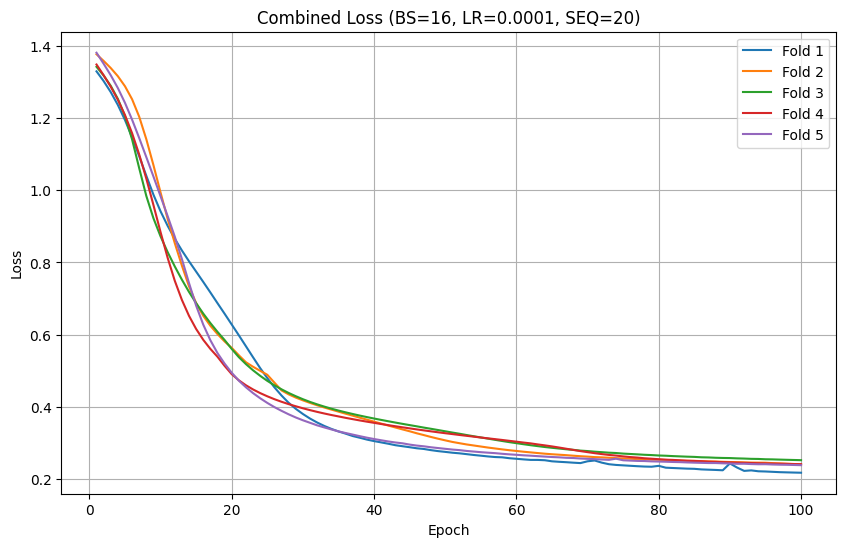 Combined Loss (BS=16, LR=0.0001, SEQ=20)
1.4
1.2
1.0
0.8
0.6
0.4
0.2
Loss
Fold 1
Fold 2
Fold 3
Fold 4
Fold 5
0 20 40 60 80 100
Epoch